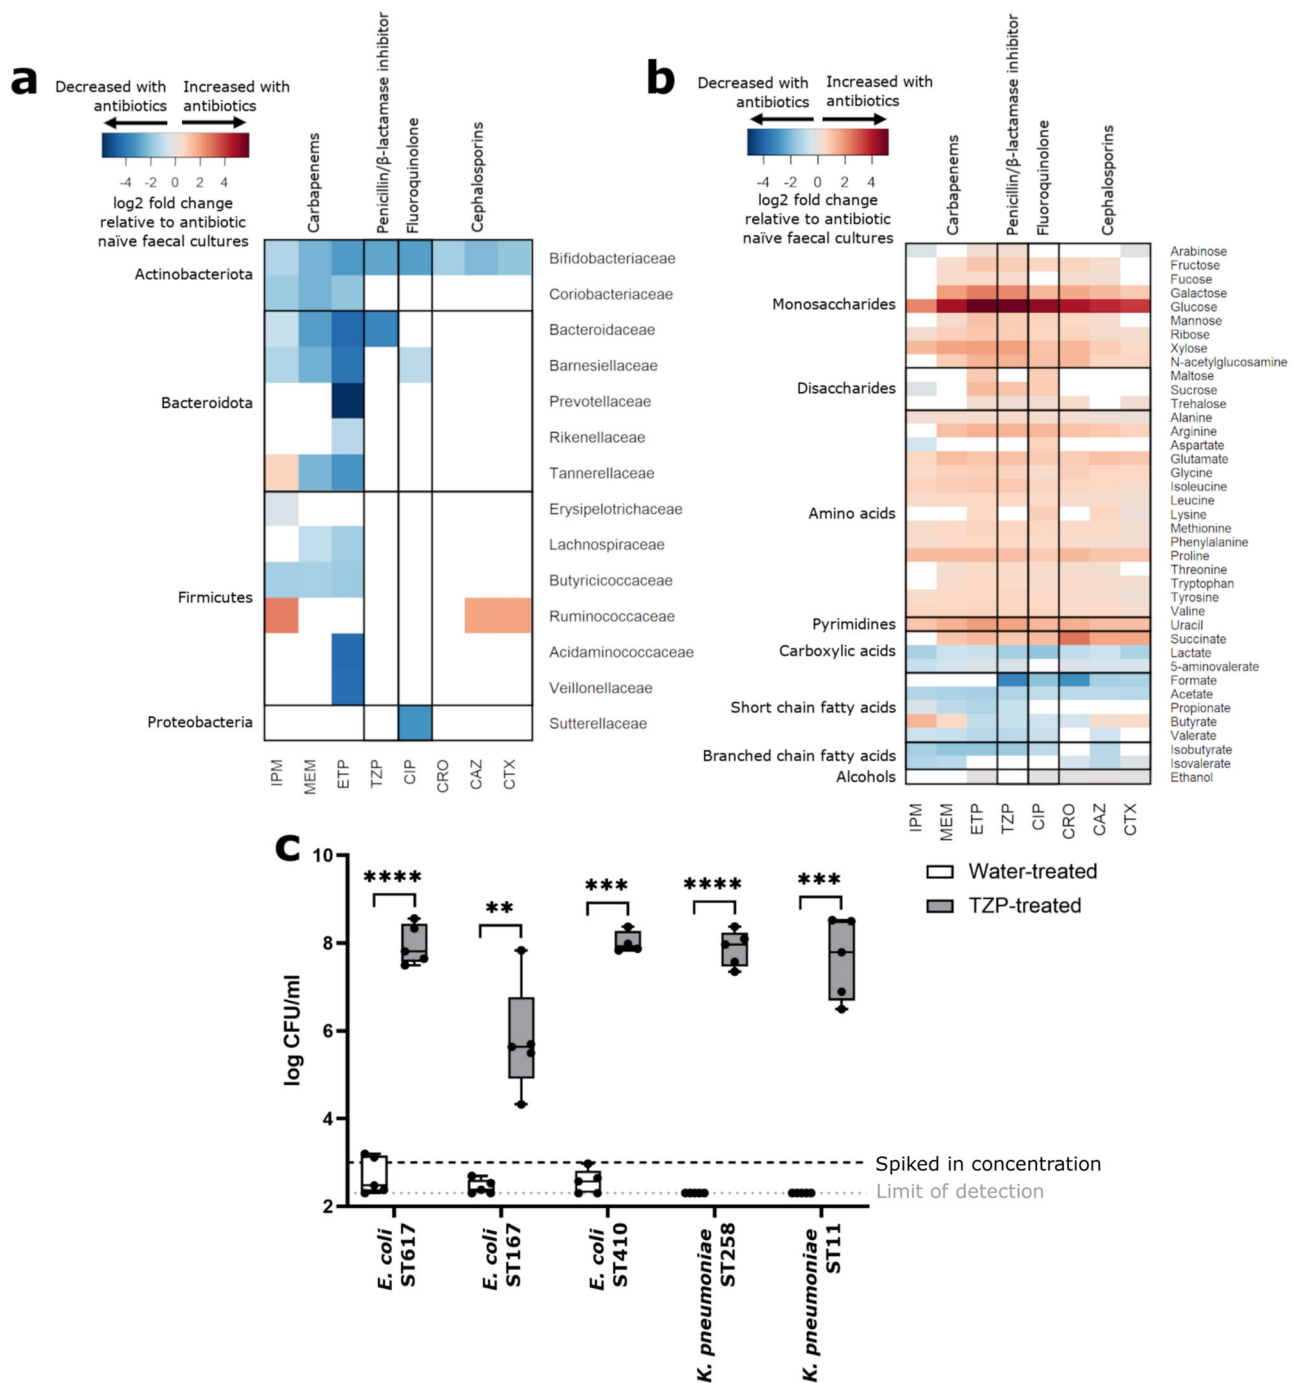 a
Decreased with
antibiotics
Increased with
antibiotics
-4 -2 0 2 4
log2 fold change
relative to antibiotic
naïve faecal cultures
Carbapenems
Penicillin/β-lactamase inhibitor
Fluoroquinolone
Cephalosporins
Actinobacteriota
Bacteroidota
Firmicutes
Proteobacteria
Bifidobacteriaceae
Coriobacteriaceae
Bacteroidaceae
Barnesiellaceae
Prevotellaceae
Rikenellaceae
Tannerellaceae
Erysipelotrichaceae
Lachnospiraceae
Butyricicoccaceae
Ruminococcaceae
Acidaminococcaceae
Veillonellaceae
Sutterellaceae
IPM
MEM
ETP
TZP
CIP
CRO
CAZ
CTX
b
Decreased with
antibiotics
Increased with
antibiotics
-4 -2 0 2 4
log2 fold change
relative to antibiotic
naïve faecal cultures
Carbapenems
Penicillin/β-lactamase inhibitor
Fluoroquinolone
Cephalosporins
Monosaccharides
Disaccharides
Amino acids
Pyrimidines
Carboxylic acids
Short chain fatty acids
Branched chain fatty acids
Alcohols
Arabinose
Fructose
Fucose
Galactose
Glucose
Mannose
Ribose
Xylose
N-acetylglucosamine
Maltose
Sucrose
Trehalose
Alanine
Arginine
Aspartate
Glutamate
Glycine
Isoleucine
Leucine
Lysine
Methionine
Phenylalanine
Proline
Threonine
Tryptophan
Tyrosine
Valine
Uracil
Succinate
Lactate
5-aminovalerate
Formate
Acetate
Propionate
Butyrate
Valerate
Isobutyrate
Isovalerate
Ethanol
IPM
MEM
ETP
TZP
CIP
CRO
CAZ
CTX
c
log CFU/ml
10
8
6
4
2
****
**
***
****
***
Water-treated
TZP-treated
Spiked in concentration
Limit of detection
E. coli
ST617
E. coli
ST167
E. coli
ST410
K. pneumoniae
ST258
K. pneumoniae
ST11